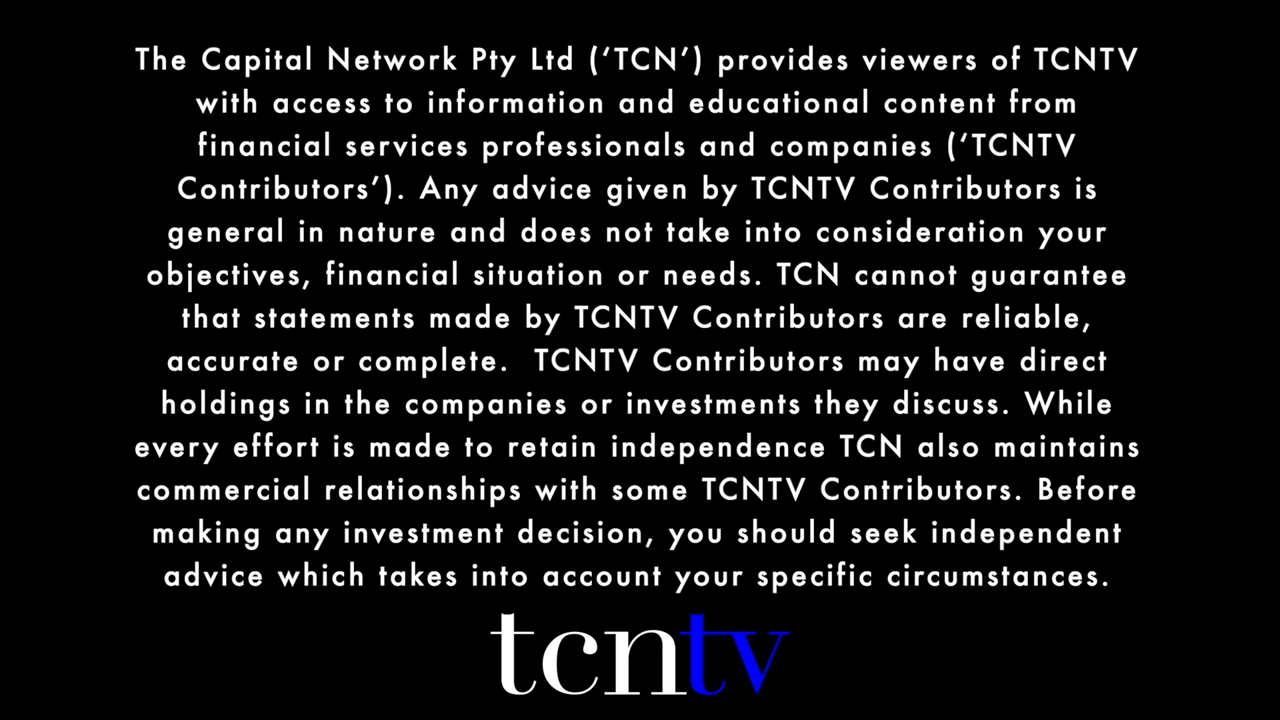 The Capital Network Pty Ltd (‘TCN’) provides viewers of TCNTV
with access to information and educational content from
financial services professionals and companies (‘TCNTV
Contributors’). Any advice given by TCNTV Contributors is
general in nature and does not take into consideration your
objectives, financial situation or needs. TCN cannot guarantee
that statements made by TCNTV Contributors are reliable,
accurate or complete.  TCNTV Contributors may have direct
holdings in the companies or investments they discuss. While
every effort is made to retain independence TCN also maintains
commercial relationships with some TCNTV Contributors. Before
making any investment decision, you should seek independent
advice which takes into account your specific circumstances.
tcntv